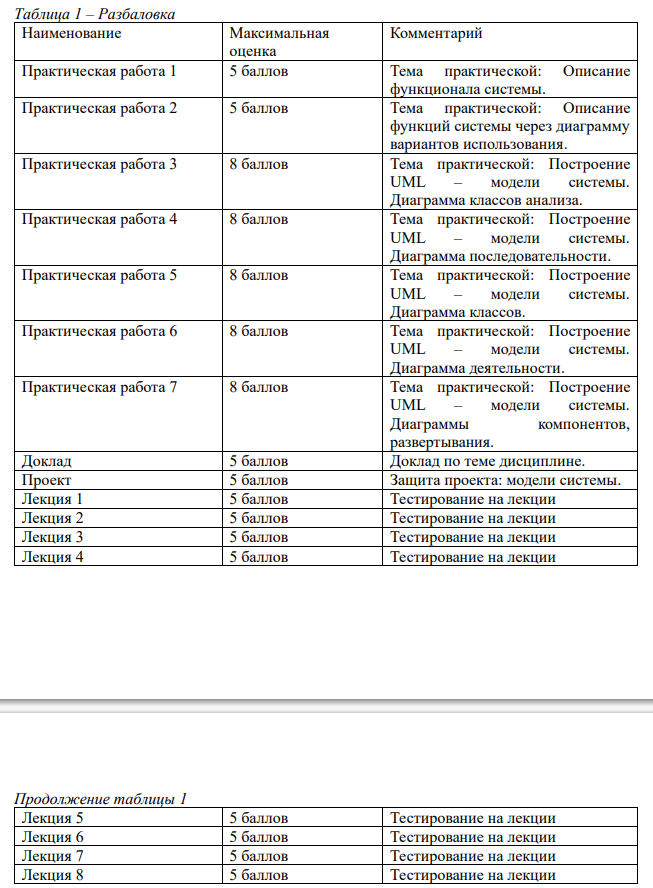 Таблица 1 – Разбаловка
Наименование Максимальная оценка Комментарий
Практическая работа 1 5 баллов Тема практической: Описание
функционала системы.
Практическая работа 2 5 баллов Тема практической: Описание
функций системы через диаграмму
вариантов использования.
Практическая работа 3 8 баллов Тема практической: Построение
UML – модели системы.
Диаграмма классов анализа.
Практическая работа 4 8 баллов Тема практической: Построение
UML – модели системы.
Диаграмма последовательности.
Практическая работа 5 8 баллов Тема практической: Построение
UML – модели системы.
Диаграмма классов.
Практическая работа 6 8 баллов Тема практической: Построение
UML – модели системы.
Диаграмма деятельности.
Практическая работа 7 8 баллов Тема практической: Построение
UML – модели системы.
Диаграммы компонентов,
развертывания.
Доклад 5 баллов Доклад по теме дисциплине.
Проект 5 баллов Защита проекта: модели системы.
Лекция 1 5 баллов Тестирование на лекции
Лекция 2 5 баллов Тестирование на лекции
Лекция 3 5 баллов Тестирование на лекции
Лекция 4 5 баллов Тестирование на лекции
Продолжение таблицы 1
Лекция 5 5 баллов Тестирование на лекции
Лекция 6 5 баллов Тестирование на лекции
Лекция 7 5 баллов Тестирование на лекции
Лекция 8 5 баллов Тестирование на лекции